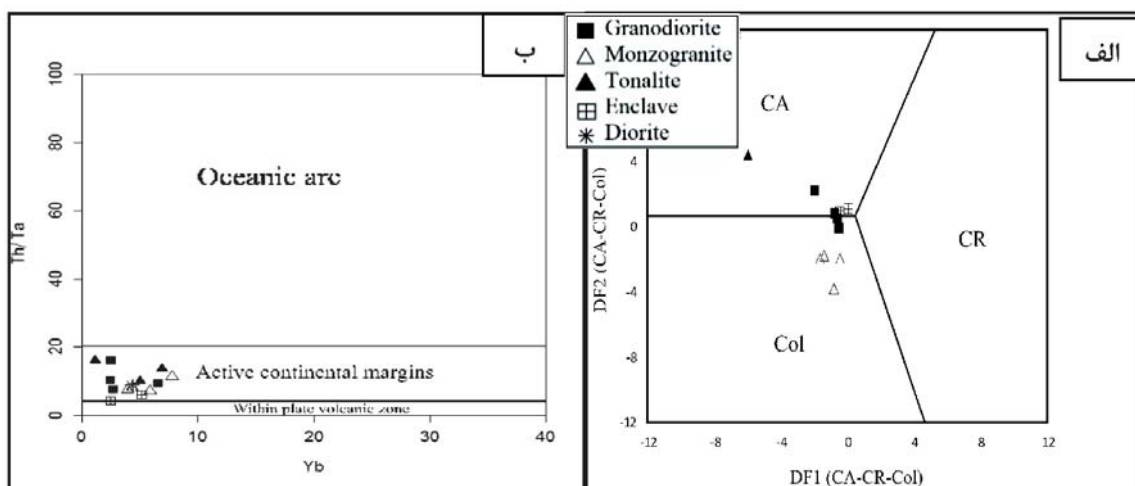 ب
Oceanic arc
Active continental margins
Within plate volcanic zone
Th/Ta
100
80
60
40
20
0
0 10 20 30 40
Yb
Granodiorite
Monzogranite
Tonalite
Enclave
Diorite
الف
CA
CR
Col
DF2 (CA-CR-Col)
4
0
-4
-8
-12
-12 -8 -4 0 4 8 12
DF1 (CA-CR-Col)